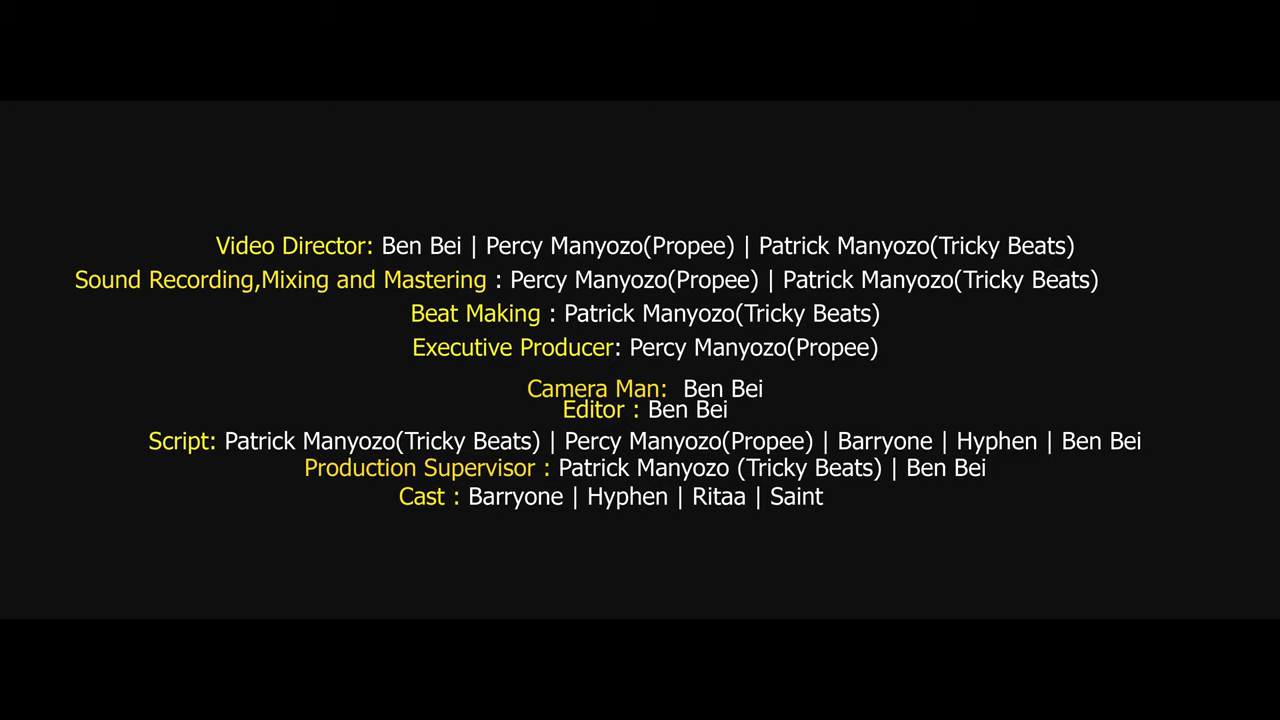 Video Director: Ben Bei | Percy Manyozo(Propee) | Patrick Manyozo(Tricky Beats)
Sound Recording,Mixing and Mastering : Percy Manyozo(Propee) | Patrick Manyozo(Tricky Beats)
Beat Making : Patrick Manyozo(Tricky Beats)
Executive Producer: Percy Manyozo(Propee)
Camera Man:  Ben Bei
Editor : Ben Bei
Script: Patrick Manyozo(Tricky Beats) | Percy Manyozo(Propee) | Barryone | Hyphen | Ben Bei
Production Supervisor : Patrick Manyozo (Tricky Beats) | Ben Bei
Cast : Barryone | Hyphen | Ritaa | Saint